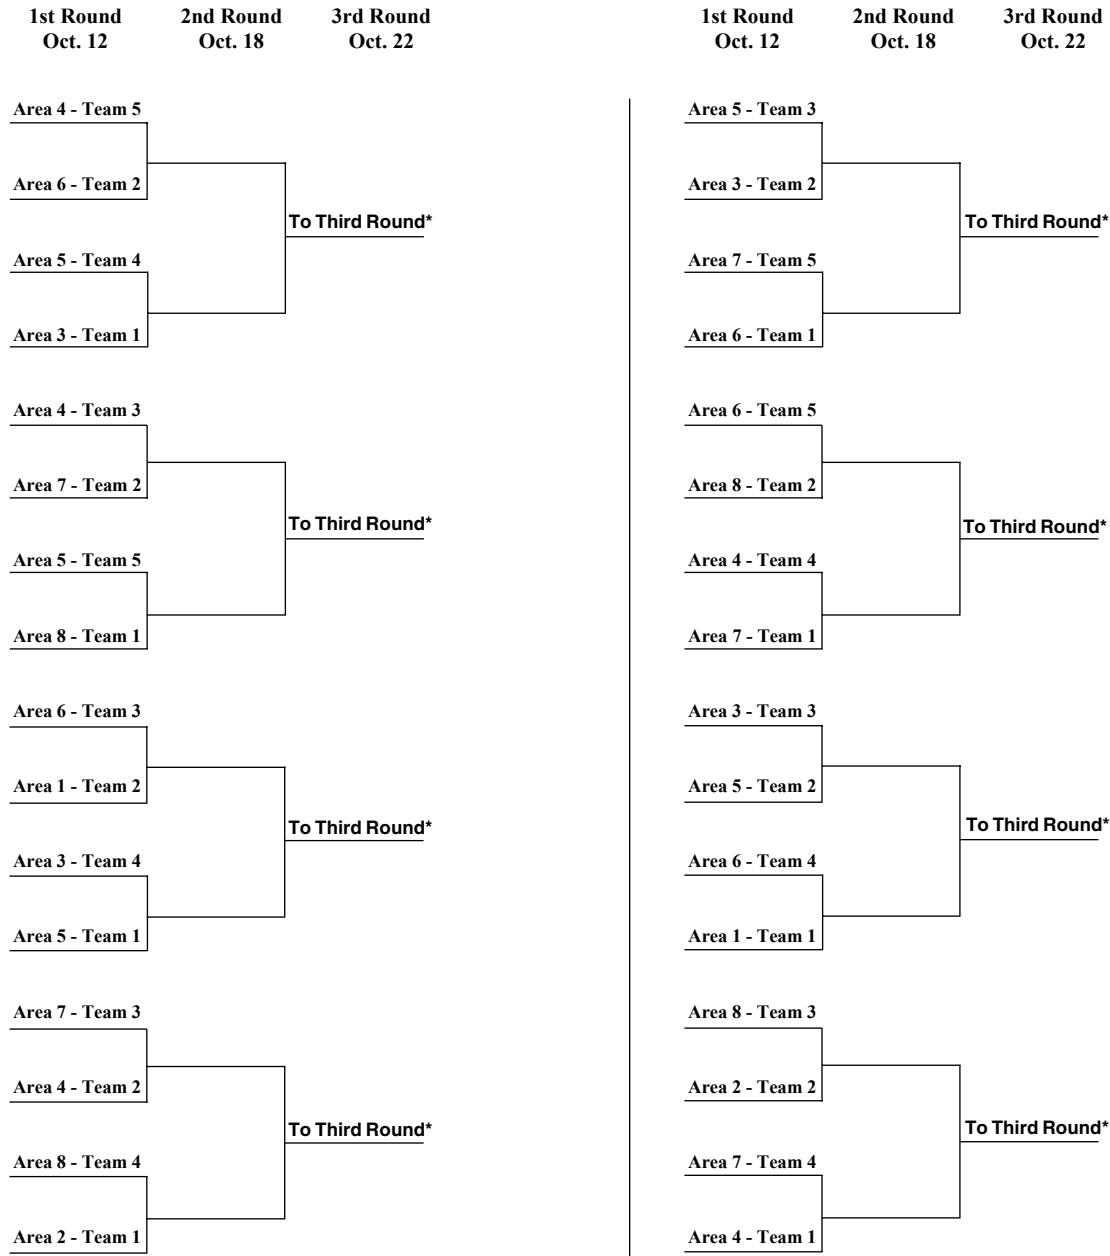 1st Round
Oct. 12
2nd Round
Oct. 18
3rd Round
Oct. 22
Area 4 - Team 5
Area 6 - Team 2
To Third Round*
Area 5 - Team 4
Area 3 - Team 1
Area 4 - Team 3
Area 7 - Team 2
To Third Round*
Area 5 - Team 5
Area 8 - Team 1
Area 6 - Team 3
Area 1 - Team 2
To Third Round*
Area 3 - Team 4
Area 5 - Team 1
Area 7 - Team 3
Area 4 - Team 2
To Third Round*
Area 8 - Team 4
Area 2 - Team 1
1st Round
Oct. 12
2nd Round
Oct. 18
3rd Round
Oct. 22
Area 5 - Team 3
Area 3 - Team 2
To Third Round*
Area 7 - Team 5
Area 6 - Team 1
Area 6 - Team 5
Area 8 - Team 2
To Third Round*
Area 4 - Team 4
Area 7 - Team 1
Area 3 - Team 3
Area 5 - Team 2
To Third Round*
Area 6 - Team 4
Area 1 - Team 1
Area 8 - Team 3
Area 2 - Team 2
To Third Round*
Area 7 - Team 4
Area 4 - Team 1